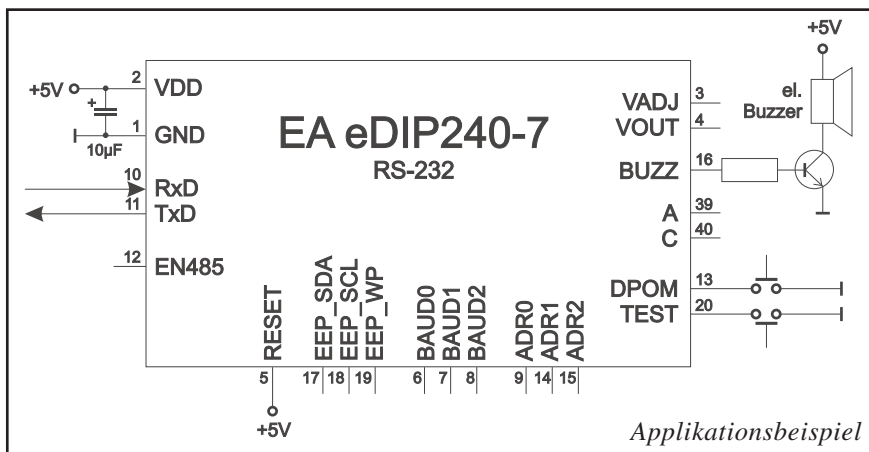 +5V
2
VDD
+5V
+
1
GND
10µF
10
RxD
11
TxD
12
EN485
EA eDIP240-7
RS-232
VADJ
3
VOUT
4
BUZZ
16
el.
Buzzer
A
39
C
40
DPOM
13
TEST
20
RESET
EEP_SDA
EEP_SCL
EEP_WP
BAUD0
BAUD1
BAUD2
ADR0
ADR1
ADR2
5
17
18
19
6
7
8
9
14
15
+5V
Applikationsbeispiel